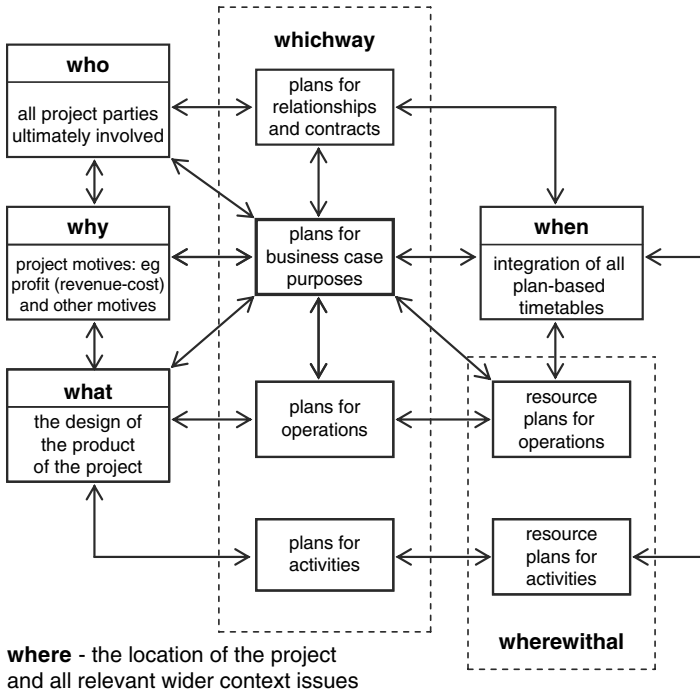 whichway
who
all project parties
ultimately involved
plans for
relationships
and contracts
why
project motives: eg
profit (revenue-cost)
and other motives
plans for
business case
purposes
when
integration of all
plan-based
timetables
what
the design of
the product
of the project
plans for
operations
resource
plans for
operations
plans for
activities
resource
plans for
activities
wherewithal
where - the location of the project
and all relevant wider context issues